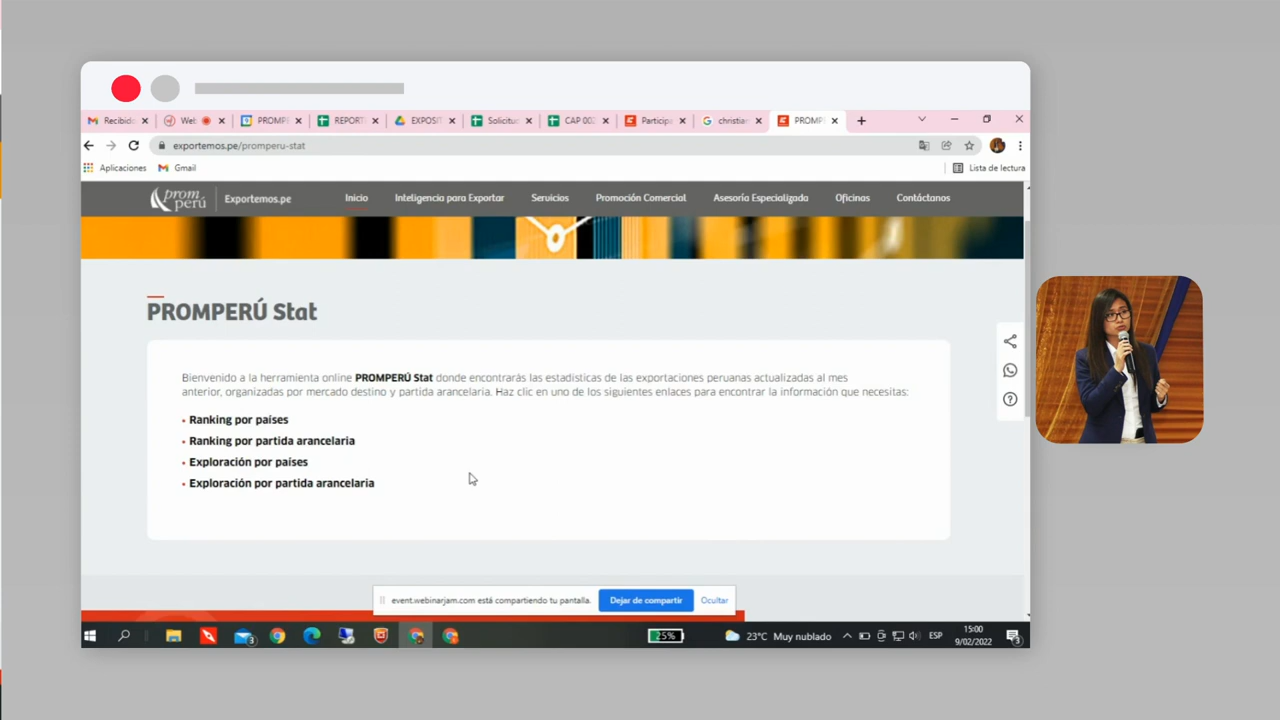 Recibido
Web
PROMPE
REPORT
EXPOSIT
Solicitud
CAP 002
Participa
christian
PROMP
exportemos.pe/promperu-stat
Aplicaciones
Gmail
Lista de lectura
prom
perú
Exportemos.pe
Inicio
Inteligencia para Exportar
Servicios
Promoción Comercial
Asesoría Especializada
Oficinas
Contáctanos
PROMPERÚ Stat
Bienvenido a la herramienta online PROMPERÚ Stat donde encontrarás las estadísticas de las exportaciones peruanas actualizadas al mes
anterior, organizadas por mercado destino y partida arancelaria. Haz clic en uno de los siguientes enlaces para encontrar la información que necesitas:
• Ranking por países
• Ranking por partida arancelaria
• Exploración por países
• Exploración por partida arancelaria
event.webinarjam.com está compartiendo tu pantalla.
Dejar de compartir
Ocultar
25%
23°C Muy nublado
ESP
15:00
9/02/2022